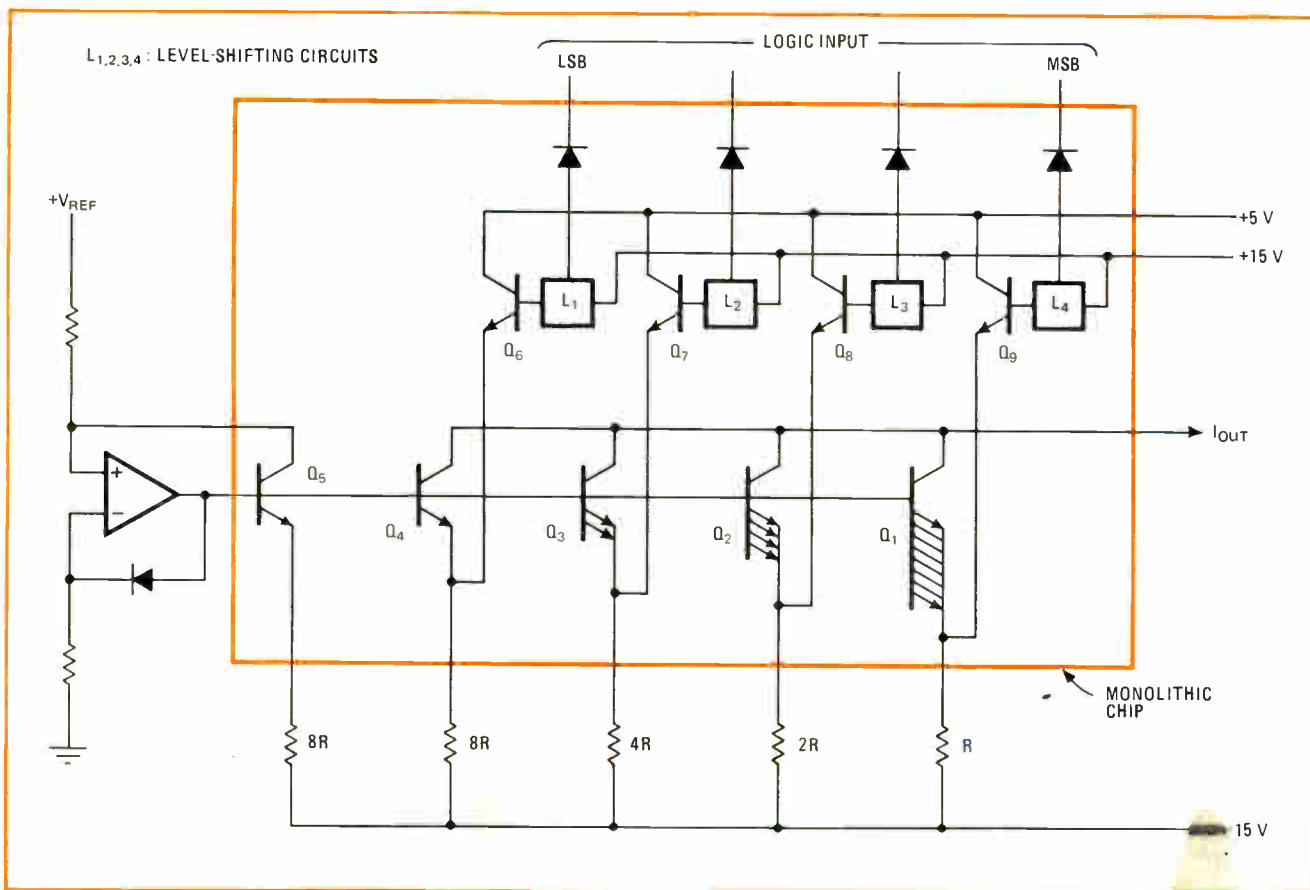 L1,2,3,4: LEVEL-SHIFTING CIRCUITS
LOGIC INPUT
LSB
MSB
+VREF
+5 V
+15 V
L1
L2
L3
L4
Q6
Q7
Q8
Q9
IOUT
Q5
Q4
Q3
Q2
Q1
+
−
MONOLITHIC
CHIP
8R
8R
4R
2R
R
15 V